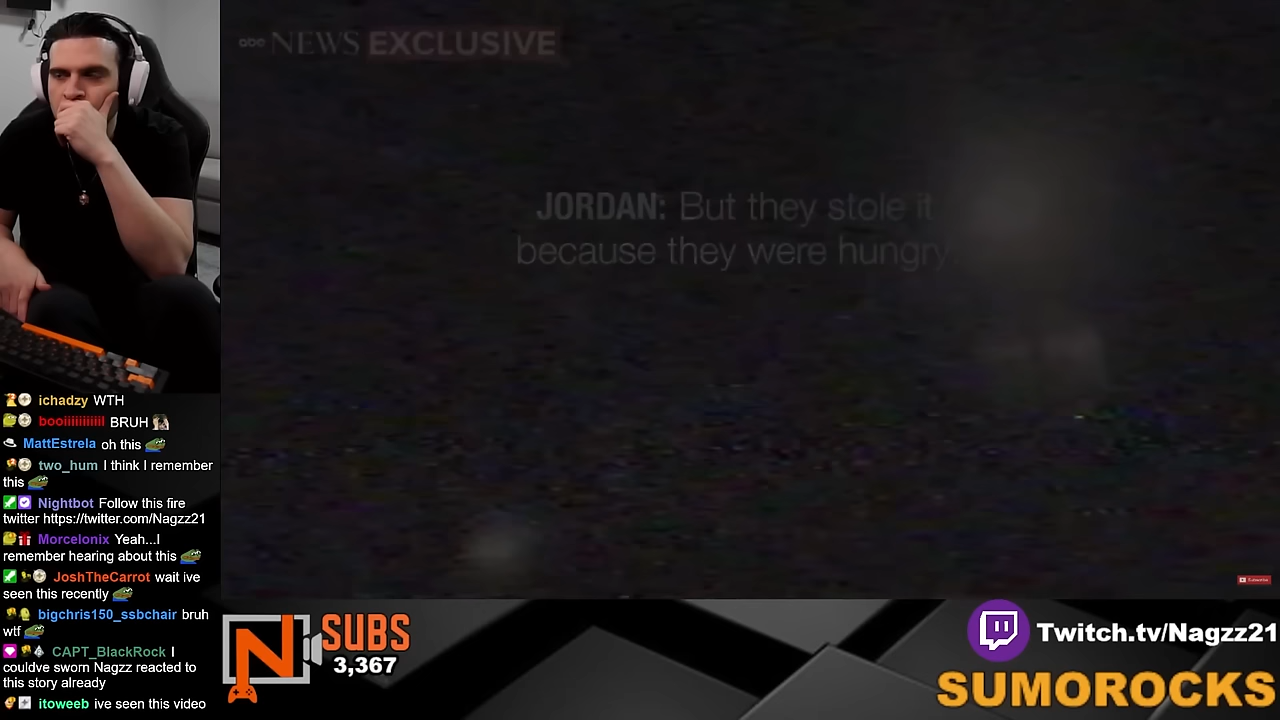 abc NEWS EXCLUSIVE
JORDAN: But they stole it
because they were hungry.
ichadzy WTH
booiiiiiiiiiil BRUH
MattEstrela oh this
two_hum I think I remember
this
Nightbot Follow this fire
twitter https://twitter.com/Nagzz21
Morcelonix Yeah...I
remember hearing about this
JoshTheCarrot wait ive
seen this recently
bigchris150_ssbchair bruh
wtf
CAPT_BlackRock I
couldve sworn Nagzz reacted to
this story already
itoweeb ive seen this video
N SUBS
3,367
Subscribe
Twitch.tv/Nagzz21
SUMOROCKS